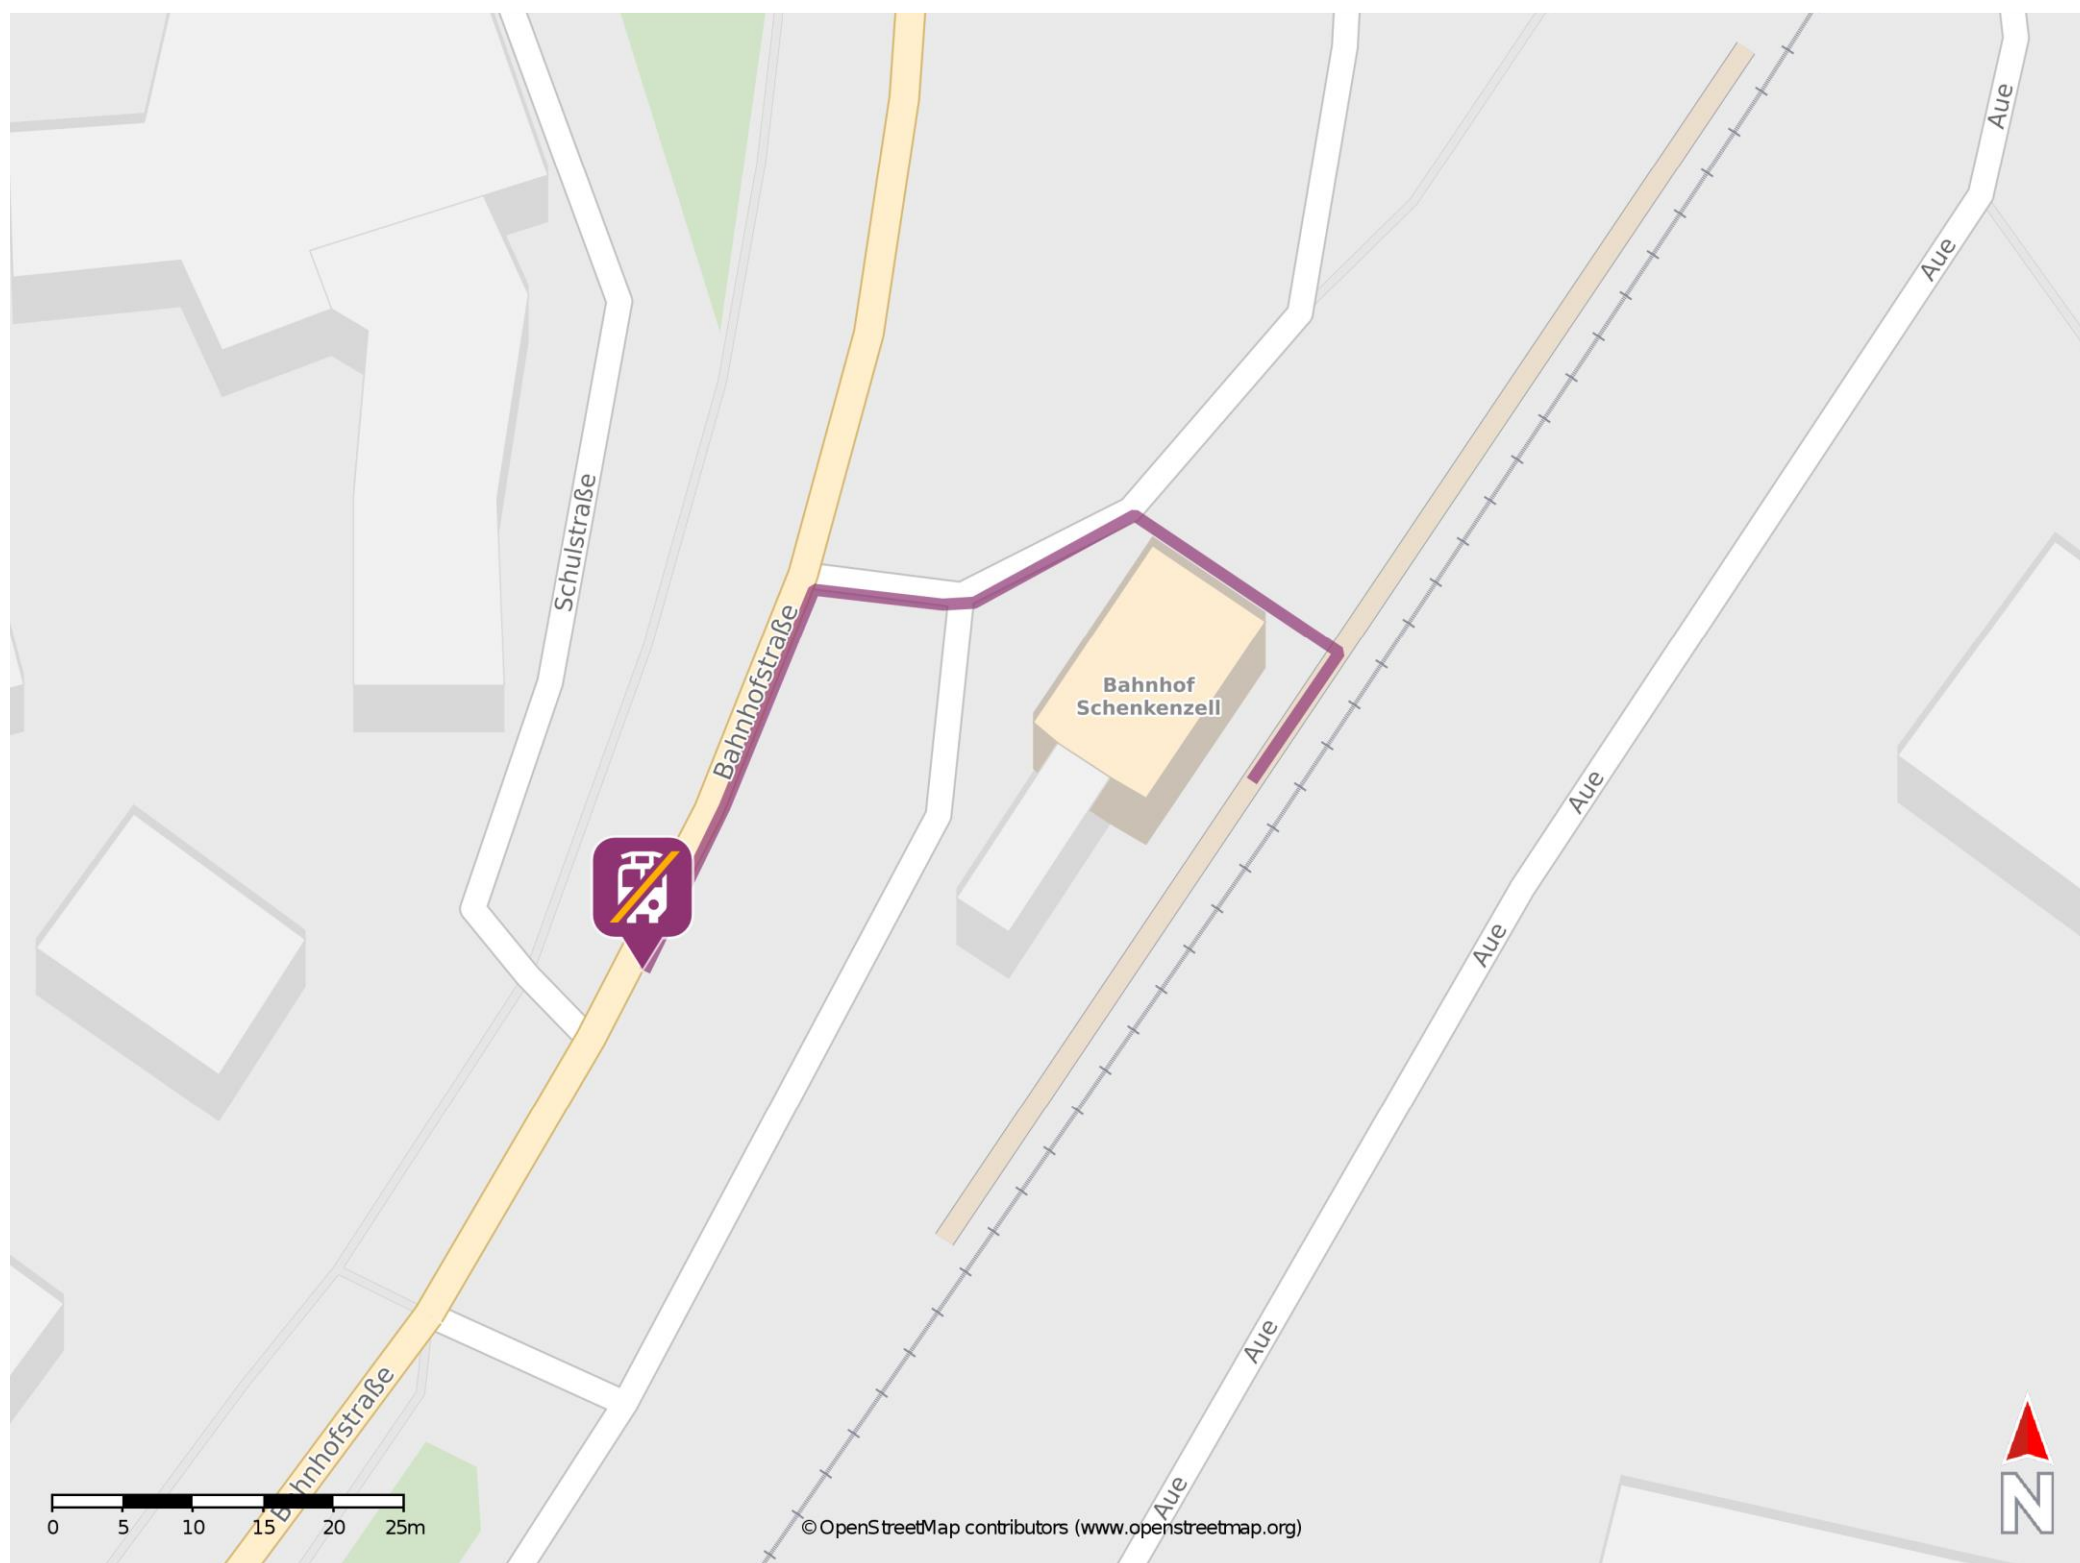 Aue
Aue
Schulstraße
Bahnhofstraße
Bahnhof
Schenkenzell
Aue
Aue
Aue
Bahnhofstraße
Aue
0 5 10 15 20 25m
© OpenStreetMap contributors (www.openstreetmap.org)
N